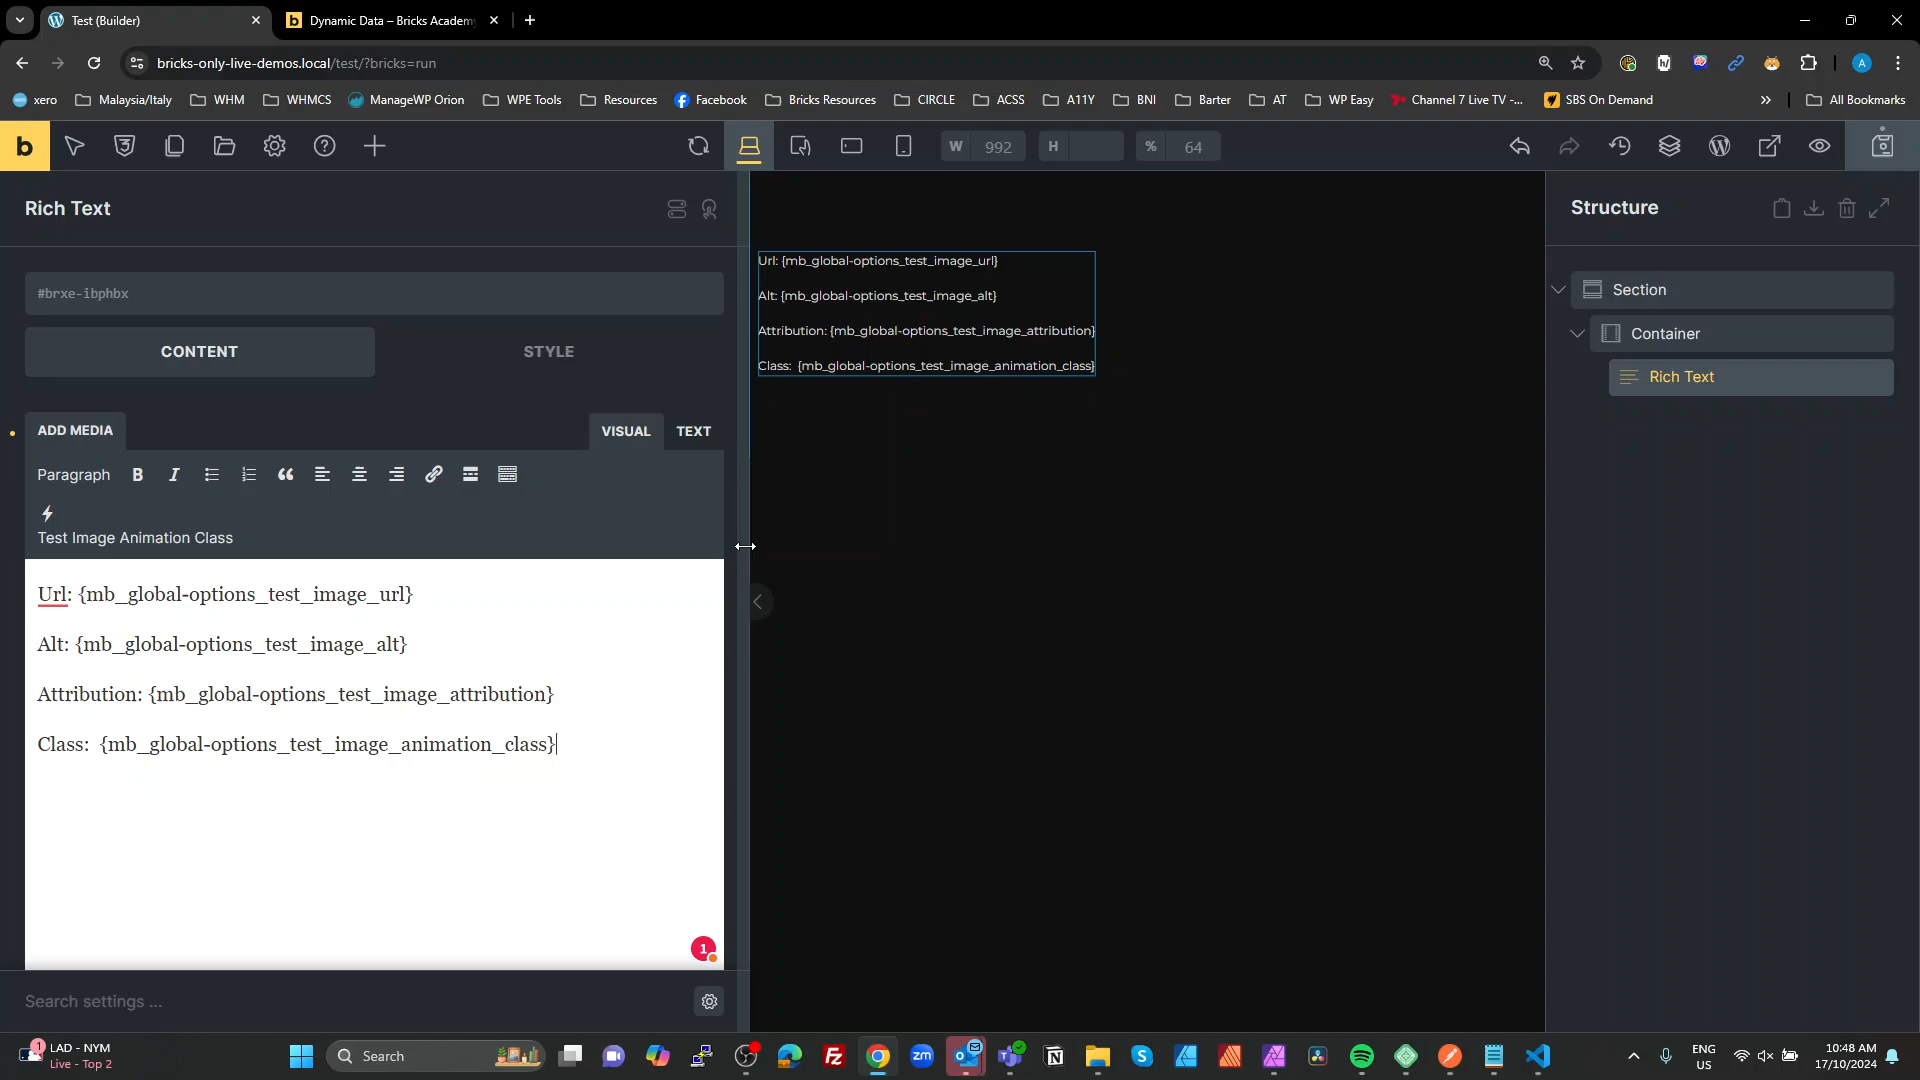 Test (Builder)
Dynamic Data – Bricks Academy
bricks-only-live-demos.local/test/?bricks=run
A
xero
Malaysia/Italy
WHM
WHMCS
ManageWP Orion
WPE Tools
Resources
Facebook
Bricks Resources
CIRCLE
ACSS
A11Y
BNI
Barter
AT
WP Easy
Channel 7 Live TV -...
SBS On Demand
All Bookmarks
b
W 992
H
% 64
Rich Text
#brxe-ibphbx
CONTENT
STYLE
ADD MEDIA
VISUAL
TEXT
Paragraph
Test Image Animation Class
Url: {mb_global-options_test_image_url}
Alt: {mb_global-options_test_image_alt}
Attribution: {mb_global-options_test_image_attribution}
Class:  {mb_global-options_test_image_animation_class}
1
Search settings ...
Url: {mb_global-options_test_image_url}
Alt: {mb_global-options_test_image_alt}
Attribution: {mb_global-options_test_image_attribution}
Class:  {mb_global-options_test_image_animation_class}
Structure
Section
Container
Rich Text
1
LAD - NYM
Live - Top 2
Search
zm
ENG
US
10:48 AM
17/10/2024